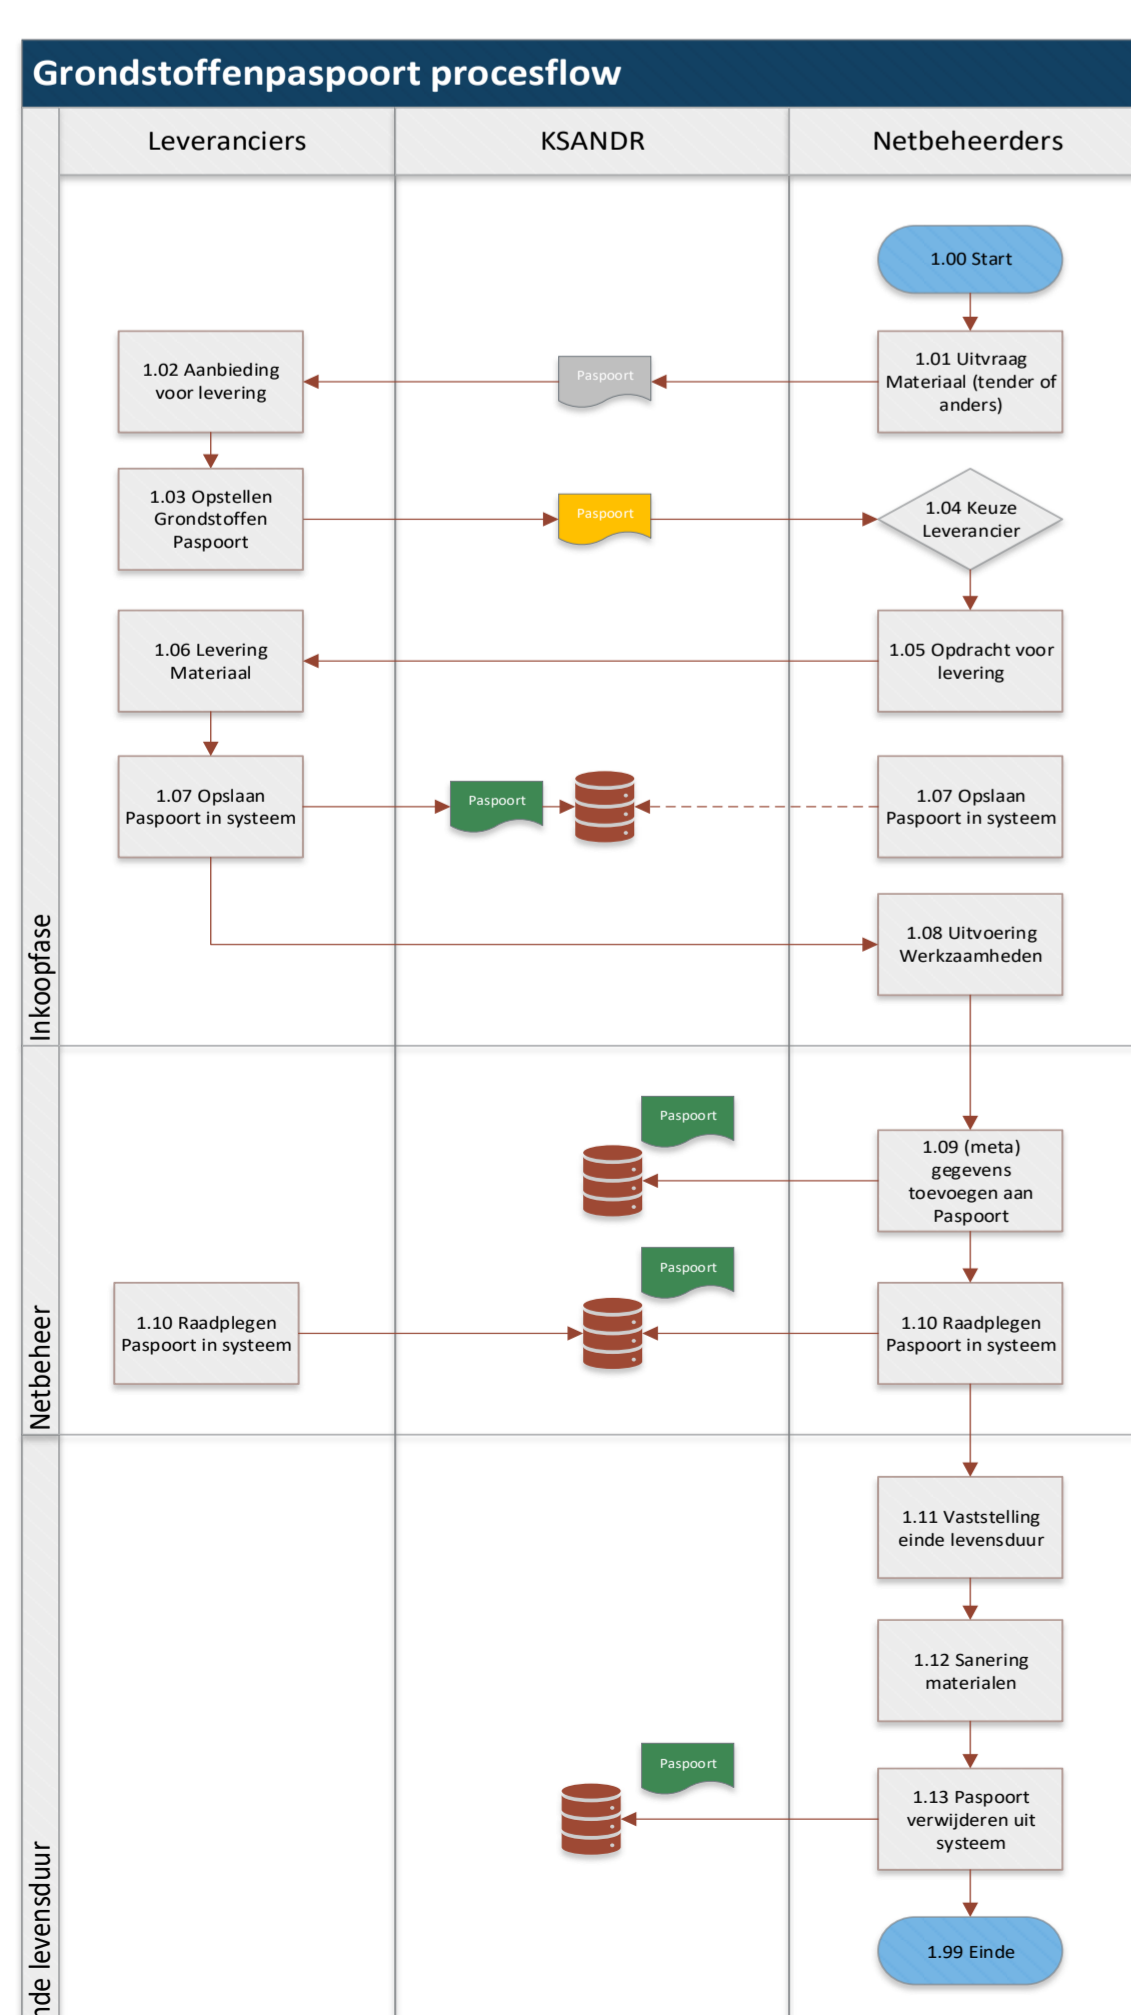 Grondstoffenpaspoort procesflow
Leveranciers
KSANDR
Netbeheerders
Inkoopfase
1.00 Start
1.02 Aanbieding
voor levering
Paspoort
1.01 Uitvraag
Materiaal (tender of
anders)
1.03 Opstellen
Grondstoffen
Paspoort
Paspoort
1.04 Keuze
Leverancier
1.06 Levering
Materiaal
1.05 Opdracht voor
levering
1.07 Opslaan
Paspoort in systeem
Paspoort
1.07 Opslaan
Paspoort in systeem
1.08 Uitvoering
Werkzaamheden
Netbeheer
Paspoort
1.09 (meta)
gegevens
toevoegen aan
Paspoort
Paspoort
1.10 Raadplegen
Paspoort in systeem
1.10 Raadplegen
Paspoort in systeem
nde levensduur
1.11 Vaststelling
einde levensduur
1.12 Sanering
materialen
Paspoort
1.13 Paspoort
verwijderen uit
systeem
1.99 Einde